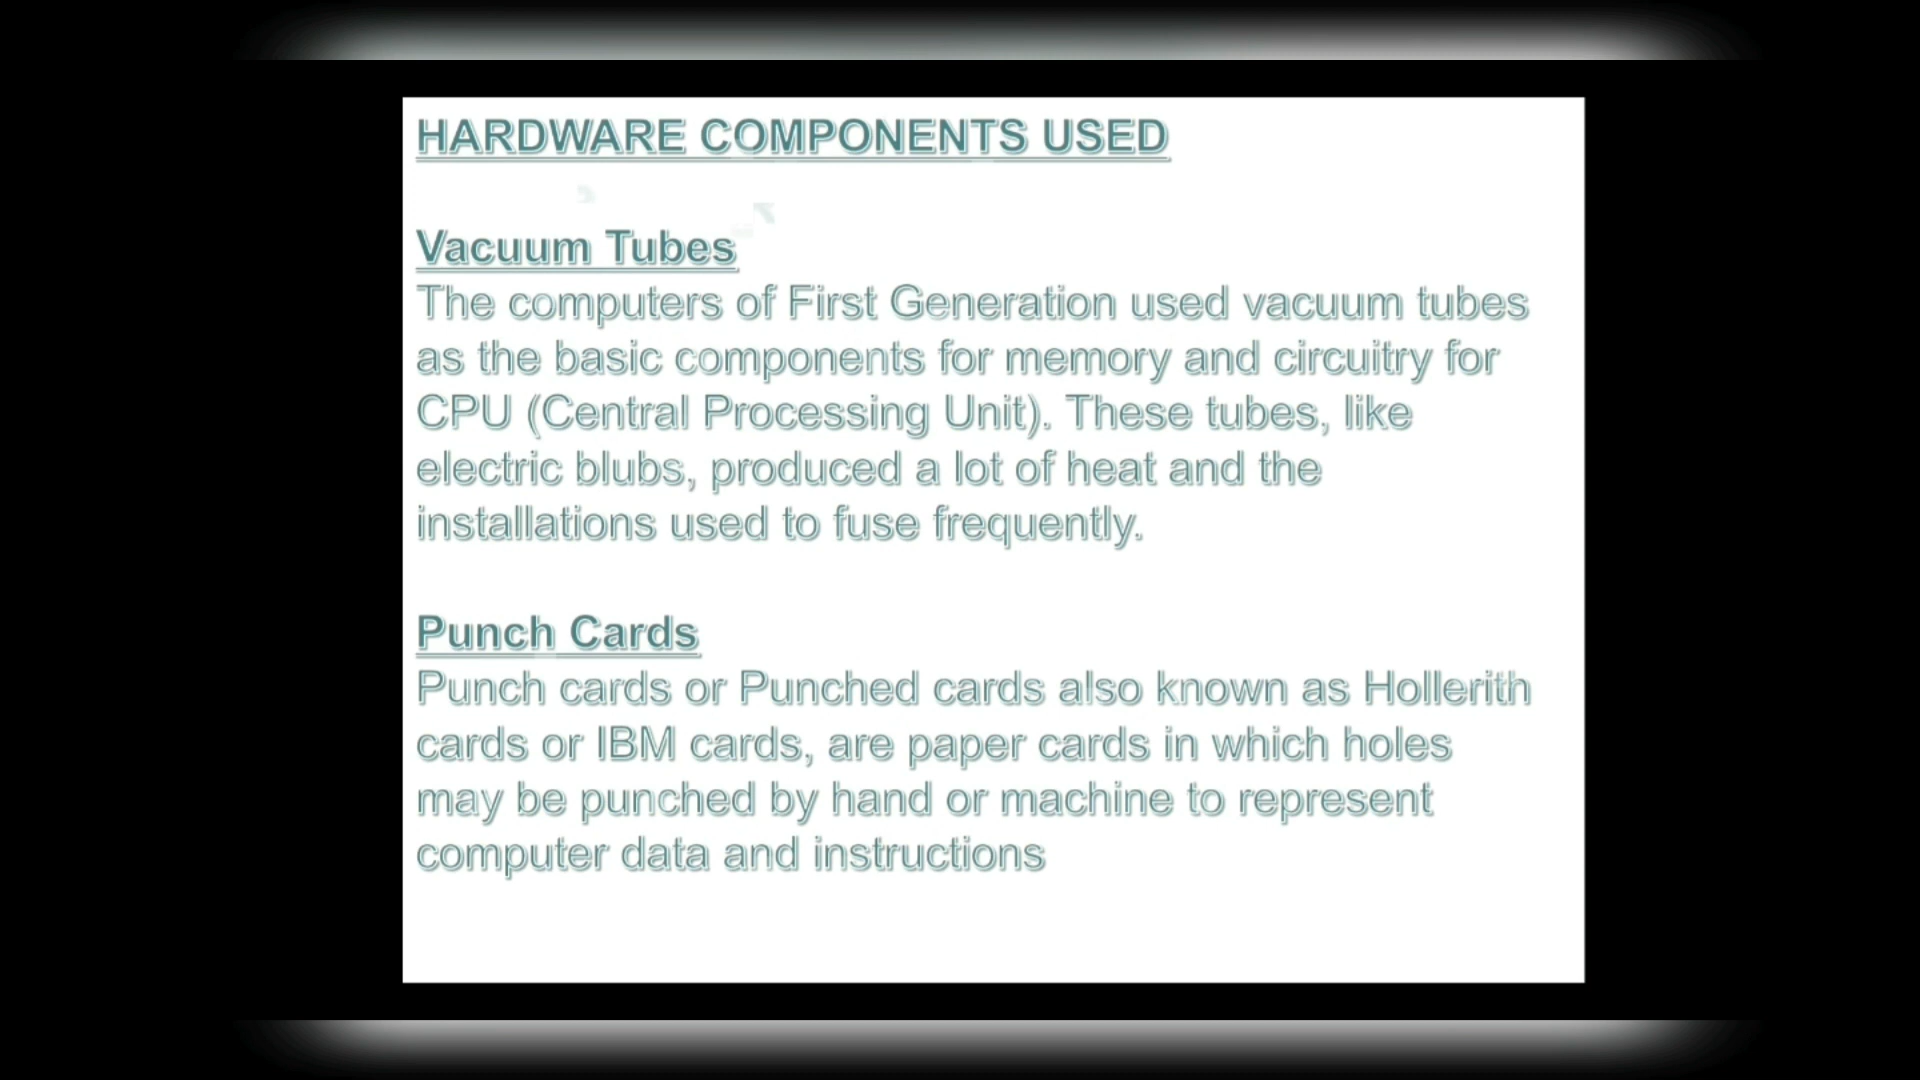 HARDWARE COMPONENTS USED
Vacuum Tubes
The computers of First Generation used vacuum tubes
as the basic components for memory and circuitry for
CPU (Central Processing Unit). These tubes, like
electric blubs, produced a lot of heat and the
installations used to fuse frequently.
Punch Cards
Punch cards or Punched cards also known as Hollerith
cards or IBM cards, are paper cards in which holes
may be punched by hand or machine to represent
computer data and instructions